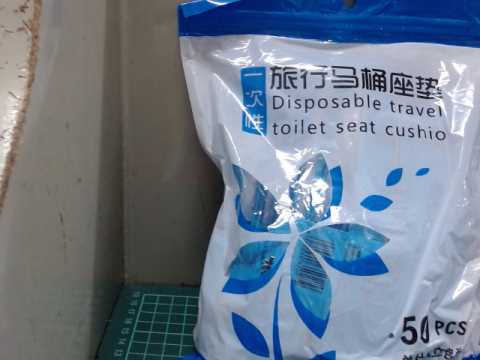 一次性
旅行马桶座垫
Disposable travel
toilet seat cushio
50 PCS